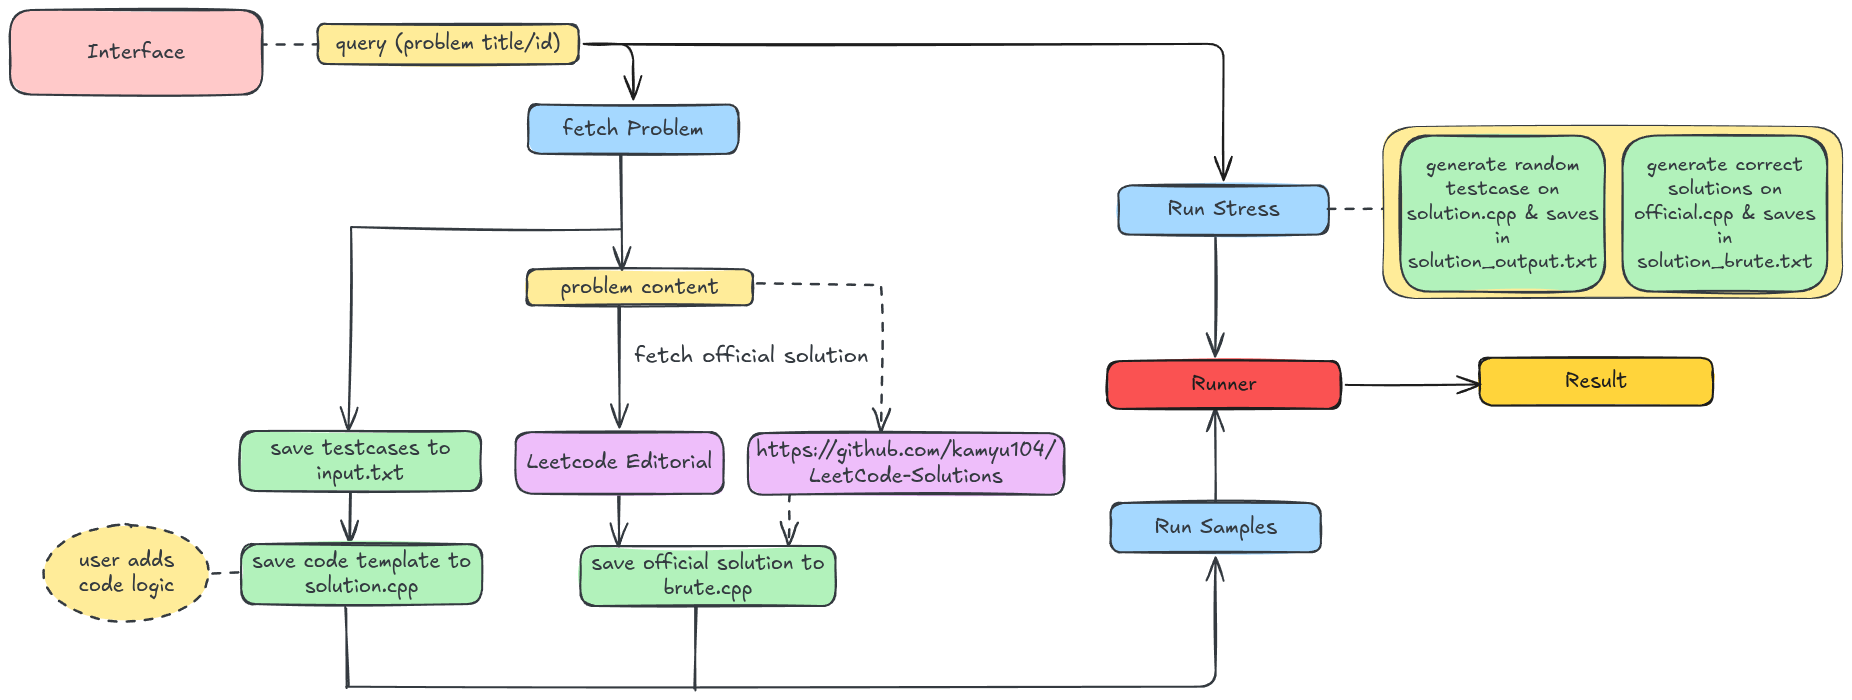 Interface
query (problem title/id)
fetch Problem
generate random
testcase on
solution.cpp & saves
in
solution_output.txt
generate correct
solutions on
official.cpp & saves
in
solution_brute.txt
Run Stress
problem content
fetch official solution
Runner
Result
save testcases to
input.txt
Leetcode Editorial
https://github.com/kamyu104/
LeetCode-Solutions
Run Samples
user adds
code logic
save code template to
solution.cpp
save official solution to
brute.cpp